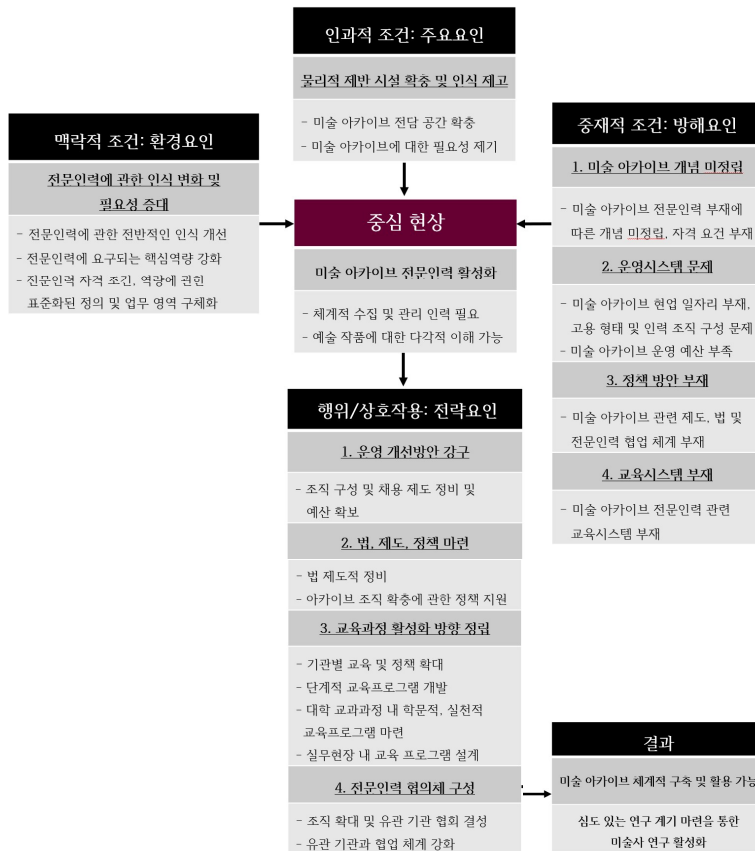 인과적 조건: 주요요인
물리적 제반 시설 확충 및 인식 제고
- 미술 아카이브 전담 공간 확충
- 미술 아카이브에 대한 필요성 제기
맥락적 조건: 환경요인
전문인력에 관한 인식 변화 및
필요성 증대
- 전문인력에 관한 전반적인 인식 개선
- 전문인력에 요구되는 핵심역량 강화
- 전문인력 자격 조건, 역량에 관한
표준화된 정의 및 업무 영역 구체화
중심 현상
미술 아카이브 전문인력 활성화
- 체계적 수집 및 관리 인력 필요
- 예술 작품에 대한 다각적 이해 가능
중재적 조건: 방해요인
1. 미술 아카이브 개념 미정립
- 미술 아카이브 전문인력 부재에
따른 개념 미정립, 자격 요건 부재
2. 운영시스템 문제
- 미술 아카이브 현업 일자리 부재,
고용 형태 및 인력 조직 구성 문제
- 미술 아카이브 운영 예산 부족
3. 정책 방안 부재
- 미술 아카이브 관련 제도, 법 및
전문인력 협업 체계 부재
4. 교육시스템 부재
- 미술 아카이브 전문인력 관련
교육시스템 부재
행위/상호작용: 전략요인
1. 운영 개선방안 강구
- 조직 구성 및 채용 제도 정비 및
예산 확보
2. 법, 제도, 정책 마련
- 법 제도적 정비
- 아카이브 조직 확충에 관한 정책 지원
3. 교육과정 활성화 방향 정립
- 기관별 교육 및 정책 확대
- 단계적 교육프로그램 개발
- 대학 교과과정 내 학문적, 실천적
교육프로그램 마련
- 실무현장 내 교육 프로그램 설계
4. 전문인력 협의체 구성
- 조직 확대 및 유관 기관 협회 결성
- 유관 기관과 협업 체계 강화
결과
미술 아카이브 체계적 구축 및 활용 가능
심도 있는 연구 계기 마련을 통한
미술사 연구 활성화